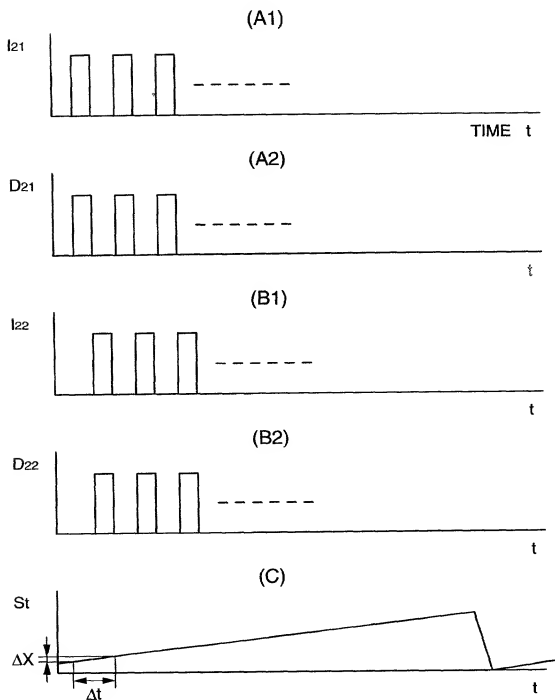 (A1)
I21
TIME t
(A2)
D21
t
(B1)
I22
t
(B2)
D22
t
(C)
St
ΔX
Δt
t